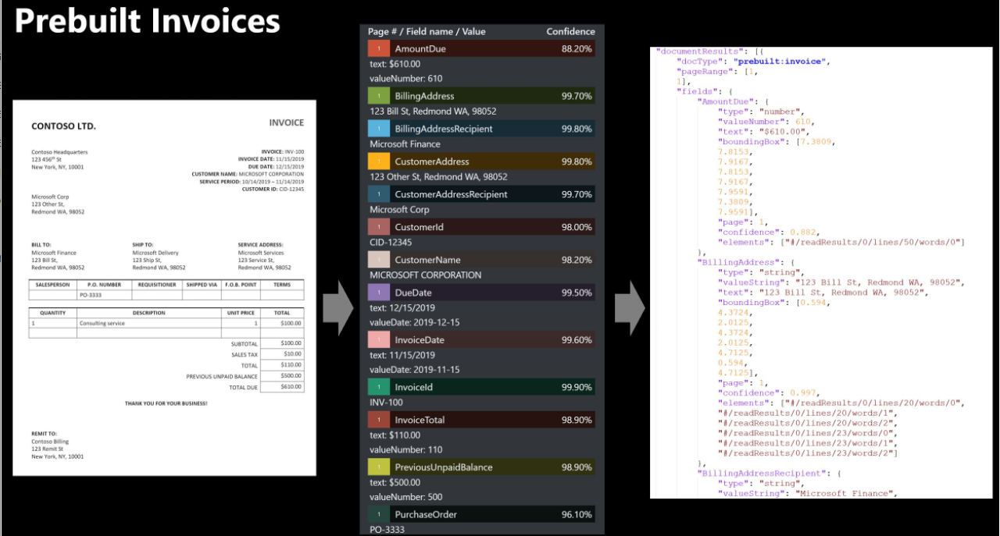 Prebuilt Invoices
CONTOSO LTD.
INVOICE
Contoso Headquarters
123 456th St
New York, NY, 10001
INVOICE: INV-100
INVOICE DATE: 11/15/2019
DUE DATE: 12/15/2019
CUSTOMER NAME: MICROSOFT CORPORATION
SERVICE PERIOD: 10/14/2019 – 11/14/2019
CUSTOMER ID: CID-12345
Microsoft Corp
123 Other St,
Redmond WA, 98052
BILL TO:
Microsoft Finance
123 Bill St,
Redmond WA, 98052
SHIP TO:
Microsoft Delivery
123 Ship St,
Redmond WA, 98052
SERVICE ADDRESS:
Microsoft Services
123 Service St,
Redmond WA, 98052
SALESPERSON P.O. NUMBER REQUISITIONER SHIPPED VIA F.O.B. POINT TERMS
PO-3333
QUANTITY DESCRIPTION UNIT PRICE TOTAL
1 Consulting service 1 $100.00
SUBTOTAL $100.00
SALES TAX $10.00
TOTAL $110.00
PREVIOUS UNPAID BALANCE $500.00
TOTAL DUE $610.00
THANK YOU FOR YOUR BUSINESS!
REMIT TO:
Contoso Billing
123 Remit St
New York, NY, 10001
Page # / Field name / Value Confidence
1 AmountDue 88.20%
text: $610.00
valueNumber: 610
1 BillingAddress 99.70%
123 Bill St, Redmond WA, 98052
1 BillingAddressRecipient 99.80%
Microsoft Finance
1 CustomerAddress 99.80%
123 Other St, Redmond WA, 98052
1 CustomerAddressRecipient 99.70%
Microsoft Corp
1 CustomerId 98.00%
CID-12345
1 CustomerName 98.20%
MICROSOFT CORPORATION
1 DueDate 99.50%
text: 12/15/2019
valueDate: 2019-12-15
1 InvoiceDate 99.60%
text: 11/15/2019
valueDate: 2019-11-15
1 InvoiceId 99.90%
INV-100
1 InvoiceTotal 98.90%
text: $110.00
valueNumber: 110
1 PreviousUnpaidBalance 98.90%
text: $500.00
valueNumber: 500
1 PurchaseOrder 96.10%
PO-3333
"documentResults": [{
"docType": "prebuilt:invoice",
"pageRange": [1,
1],
"fields": {
"AmountDue": {
"type": "number",
"valueNumber": 610,
"text": "$610.00",
"boundingBox": [7.3809,
7.8153,
7.9167,
7.8153,
7.9167,
7.9591,
7.3809,
7.9591],
"page": 1,
"confidence": 0.882,
"elements": ["#/readResults/0/lines/50/words/0"]
},
"BillingAddress": {
"type": "string",
"valueString": "123 Bill St, Redmond WA, 98052",
"text": "123 Bill St, Redmond WA, 98052",
"boundingBox": [0.594,
4.3724,
2.0125,
4.3724,
2.0125,
4.7125,
0.594,
4.7125],
"page": 1,
"confidence": 0.997,
"elements": ["#/readResults/0/lines/20/words/0",
"#/readResults/0/lines/20/words/1",
"#/readResults/0/lines/20/words/2",
"#/readResults/0/lines/23/words/0",
"#/readResults/0/lines/23/words/1",
"#/readResults/0/lines/23/words/2"]
},
"BillingAddressRecipient": {
"type": "string",
"valueString": "Microsoft Finance",